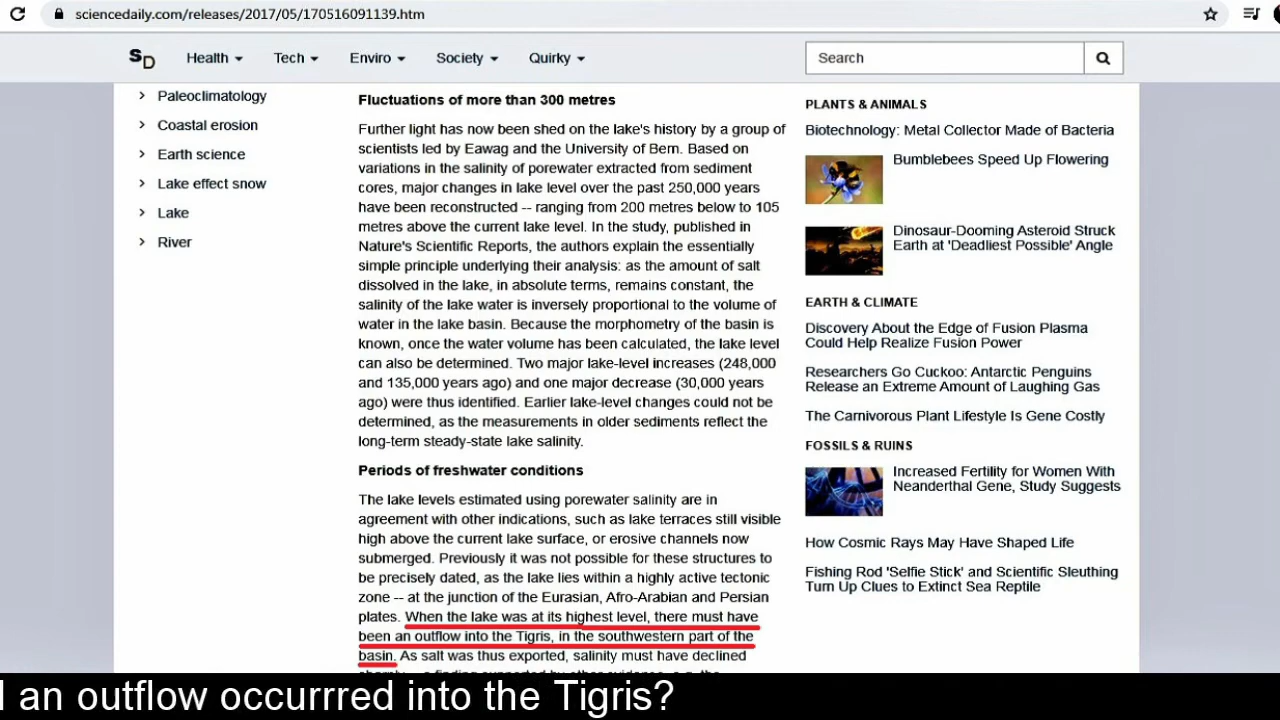 sciencedaily.com/releases/2017/05/170516091139.htm
SD
Health
Tech
Enviro
Society
Quirky
Search
Paleoclimatology
Coastal erosion
Earth science
Lake effect snow
Lake
River
Fluctuations of more than 300 metres
Further light has now been shed on the lake's history by a group of
scientists led by Eawag and the University of Bern. Based on
variations in the salinity of porewater extracted from sediment
cores, major changes in lake level over the past 250,000 years
have been reconstructed -- ranging from 200 metres below to 105
metres above the current lake level. In the study, published in
Nature's Scientific Reports, the authors explain the essentially
simple principle underlying their analysis: as the amount of salt
dissolved in the lake, in absolute terms, remains constant, the
salinity of the lake water is inversely proportional to the volume of
water in the lake basin. Because the morphometry of the basin is
known, once the water volume has been calculated, the lake level
can also be determined. Two major lake-level increases (248,000
and 135,000 years ago) and one major decrease (30,000 years
ago) were thus identified. Earlier lake-level changes could not be
determined, as the measurements in older sediments reflect the
long-term steady-state lake salinity.
Periods of freshwater conditions
The lake levels estimated using porewater salinity are in
agreement with other indications, such as lake terraces still visible
high above the current lake surface, or erosive channels now
submerged. Previously it was not possible for these structures to
be precisely dated, as the lake lies within a highly active tectonic
zone -- at the junction of the Eurasian, Afro-Arabian and Persian
plates. When the lake was at its highest level, there must have
been an outflow into the Tigris, in the southwestern part of the
basin. As salt was thus exported, salinity must have declined
PLANTS & ANIMALS
Biotechnology: Metal Collector Made of Bacteria
Bumblebees Speed Up Flowering
Dinosaur-Dooming Asteroid Struck
Earth at 'Deadliest Possible' Angle
EARTH & CLIMATE
Discovery About the Edge of Fusion Plasma
Could Help Realize Fusion Power
Researchers Go Cuckoo: Antarctic Penguins
Release an Extreme Amount of Laughing Gas
The Carnivorous Plant Lifestyle Is Gene Costly
FOSSILS & RUINS
Increased Fertility for Women With
Neanderthal Gene, Study Suggests
How Cosmic Rays May Have Shaped Life
Fishing Rod 'Selfie Stick' and Scientific Sleuthing
Turn Up Clues to Extinct Sea Reptile
an outflow occurrred into the Tigris?